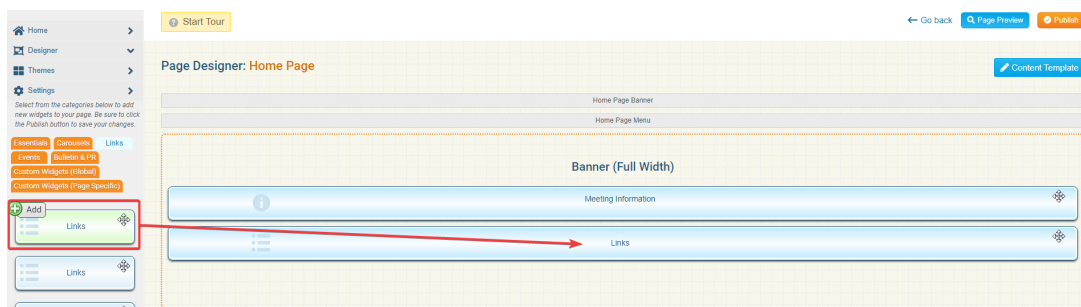 Home
Designer
Themes
Settings
Select from the categories below to add
new widgets to your page. Be sure to click
the Publish button to save your changes.
Essentials Carousels Links
Events Bulletin & PR
Custom Widgets (Global)
Custom Widgets (Page Specific)
Add
Links
Links
Start Tour
Go back Page Preview Publish
Page Designer: Home Page
Content Template
Home Page Banner
Home Page Menu
Banner (Full Width)
Meeting Information
Links